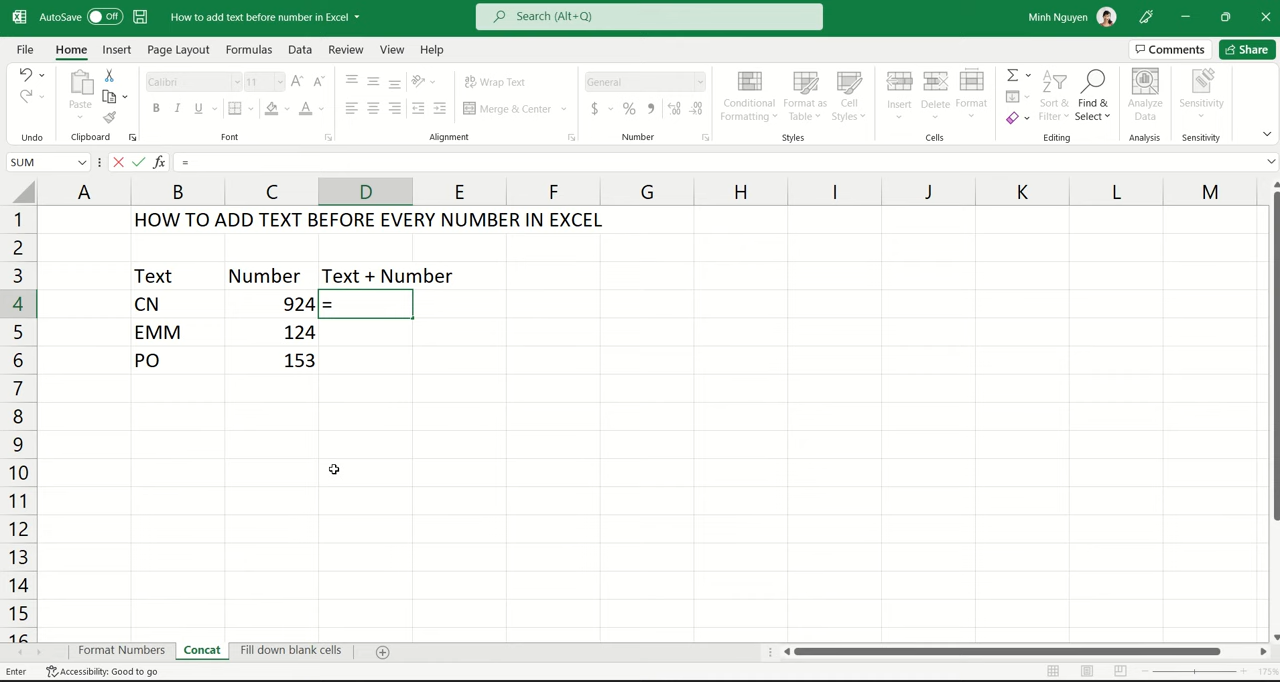 AutoSave Off How to add text before number in Excel Search (Alt+Q) Minh Nguyen
File Home Insert Page Layout Formulas Data Review View Help Comments Share
Calibri 11 Wrap Text General
Paste Merge & Center $ % Conditional Formatting Format as Table Cell Styles Insert Delete Format Sort & Filter Find & Select Analyze Data Sensitivity
Undo Clipboard Font Alignment Number Styles Cells Editing Analysis Sensitivity
SUM fx =
A B C D E F G H I J K L M
1 HOW TO ADD TEXT BEFORE EVERY NUMBER IN EXCEL
2
3 Text Number Text + Number
4 CN 924 =
5 EMM 124
6 PO 153
7
8
9
10
11
12
13
14
15
16
Format Numbers Concat Fill down blank cells
Enter Accessibility: Good to go 175%